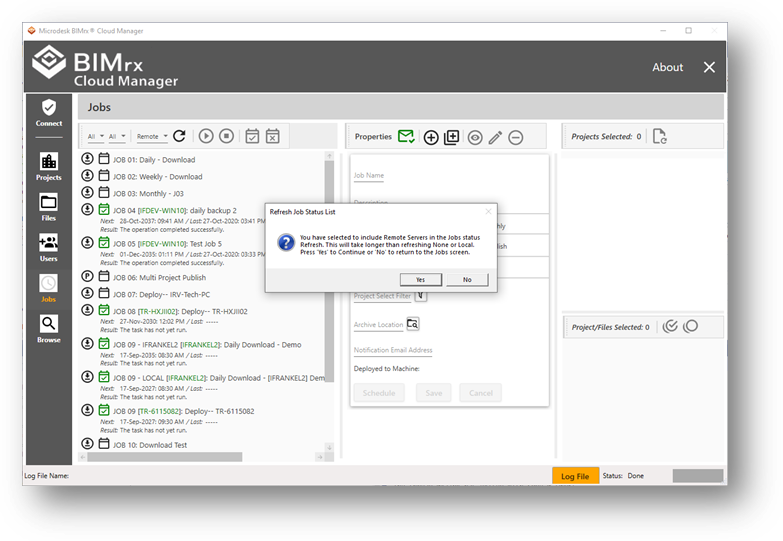 Microdesk BIMrx® Cloud Manager
BIMrx
Cloud Manager
About
Connect
Projects
Files
Users
Jobs
Browse
Jobs
All All Remote
JOB 01: Daily - Download
JOB 02: Weekly - Download
JOB 03: Monthly - J03
JOB 04 [IFDEV-WIN10]: daily backup 2
Next: 28-Oct-2037: 09:41 AM / Last: 27-Oct-2020: 03:41 PM
Result: The operation completed successfully.
JOB 05 [IFDEV-WIN10]: Test Job 5
Next: 01-Dec-2035: 01:11 PM / Last: 27-Oct-2020: 03:33 PM
Result: The operation completed successfully.
JOB 06: Multi Project Publish
JOB 07: Deploy-- IRV-Tech-PC
JOB 08 [TR-HXJII02]: Deploy-- TR-HXJII02
Next: 27-Nov-2030: 12:02 PM / Last: -----
Result: The task has not yet run.
JOB 09 - IFRANKEL2 [IFRANKEL2]: Daily Download - Demo
Next: 17-Sep-2035: 08:30 AM / Last: -----
Result: The task has not yet run.
JOB 09 - LOCAL [IFRANKEL2]: Daily Download - [IFRANKEL2] Dem
Next: 17-Sep-2027: 08:30 AM / Last: -----
Result: The task has not yet run.
JOB 09 [TR-6115082]: Deploy-- TR-6115082
Next: 17-Sep-2027: 09:30 AM / Last: -----
Result: The task has not yet run.
JOB 10: Download Test
Properties
Job Name
Refresh Job Status List
You have selected to include Remote Servers in the Jobs status
Refresh. This will take longer than refreshing None or Local.
Press 'Yes' to Continue or 'No' to return to the Jobs screen.
Yes No
Project Select Filter
Archive Location
Notification Email Address
Deployed to Machine:
Schedule Save Cancel
Projects Selected: 0
Project/Files Selected: 0
Log File Name:
Log File
Status: Done